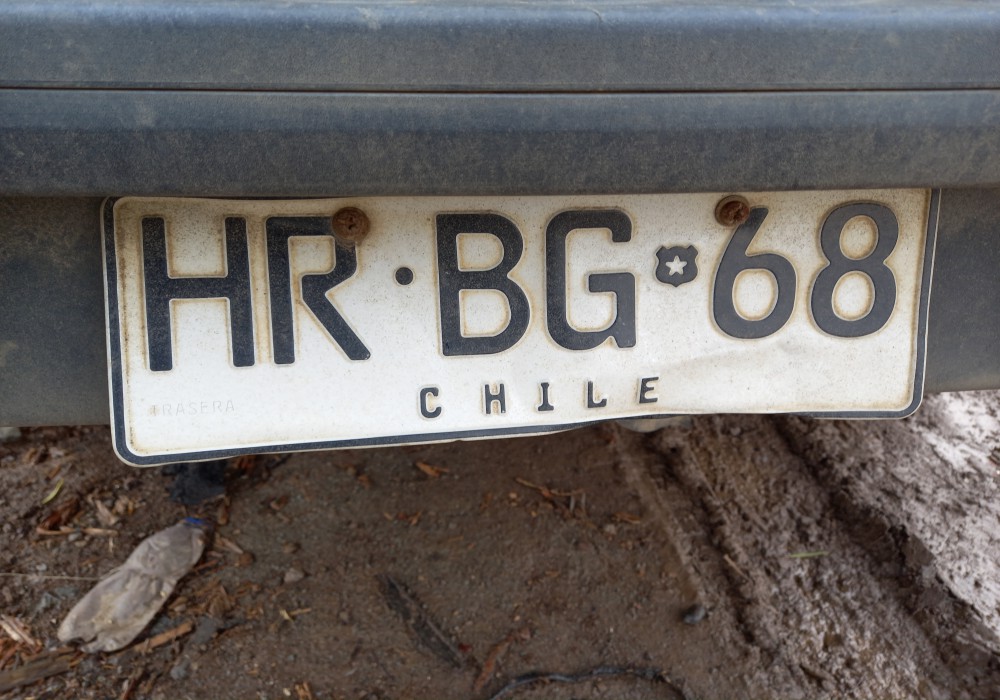 HR·BG 68
CHILE
TRASERA